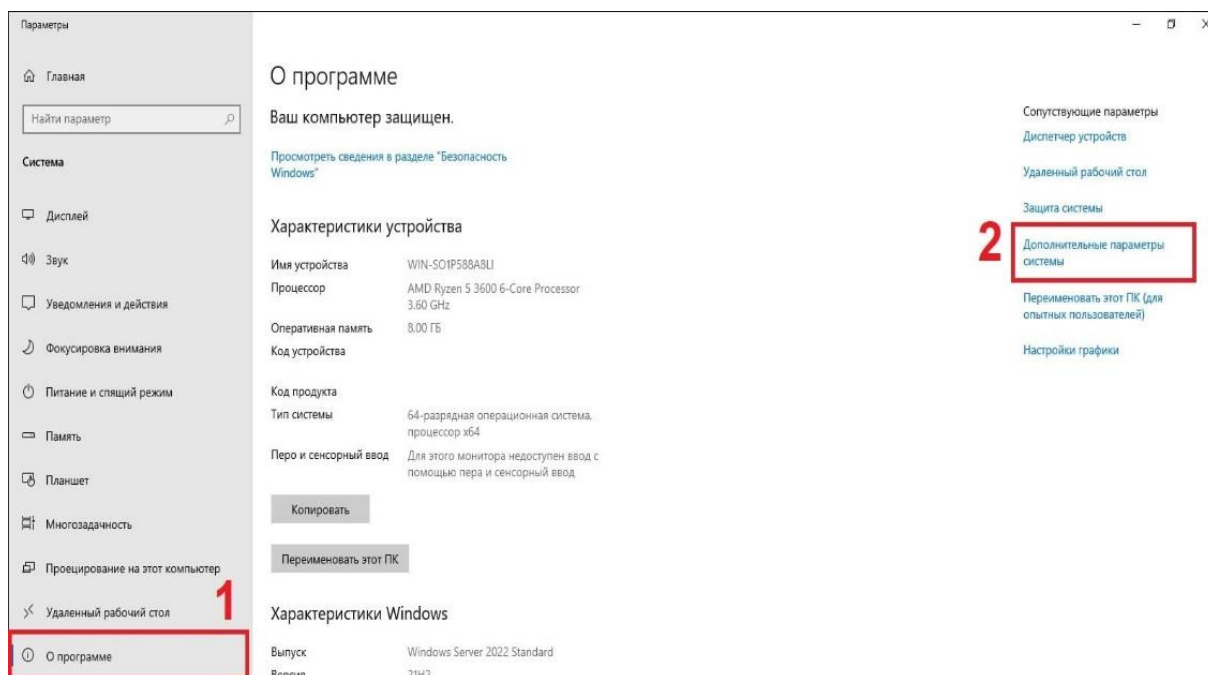 Параметры
Главная
Найти параметр
Система
Дисплей
Звук
Уведомления и действия
Фокусировка внимания
Питание и спящий режим
Память
Планшет
Многозадачность
Проецирование на этот компьютер
Удаленный рабочий стол
1
О программе
О программе
Ваш компьютер защищен.
Просмотреть сведения в разделе "Безопасность
Windows"
Характеристики устройства
Имя устройства WIN-SO1P588A8LI
Процессор AMD Ryzen 5 3600 6-Core Processor
3.60 GHz
Оперативная память 8,00 ГБ
Код устройства
Код продукта
Тип системы 64-разрядная операционная система,
процессор x64
Перо и сенсорный ввод Для этого монитора недоступен ввод с
помощью пера и сенсорный ввод
Копировать
Переименовать этот ПК
Характеристики Windows
Выпуск Windows Server 2022 Standard
Версия 21H2
Сопутствующие параметры
Диспетчер устройств
Удаленный рабочий стол
Защита системы
2
Дополнительные параметры
системы
Переименовать этот ПК (для
опытных пользователей)
Настройки графики